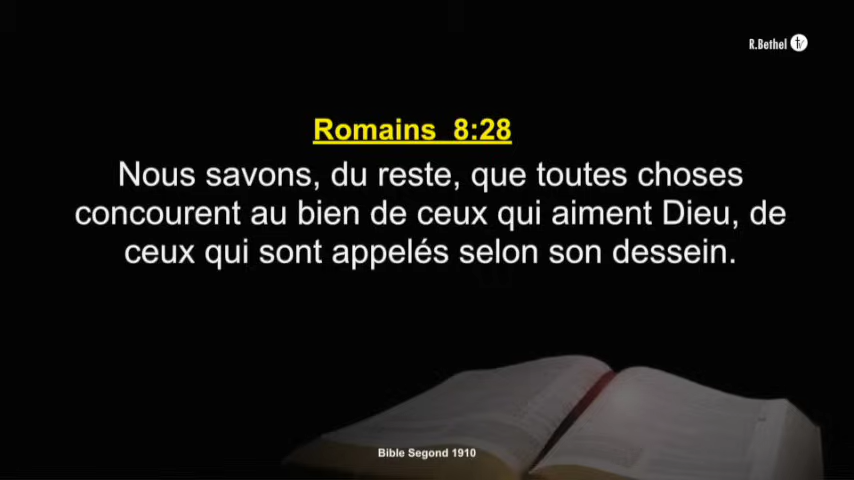 R.Bethel tv
Romains 8:28
Nous savons, du reste, que toutes choses
concourent au bien de ceux qui aiment Dieu, de
ceux qui sont appelés selon son dessein.
Bible Segond 1910